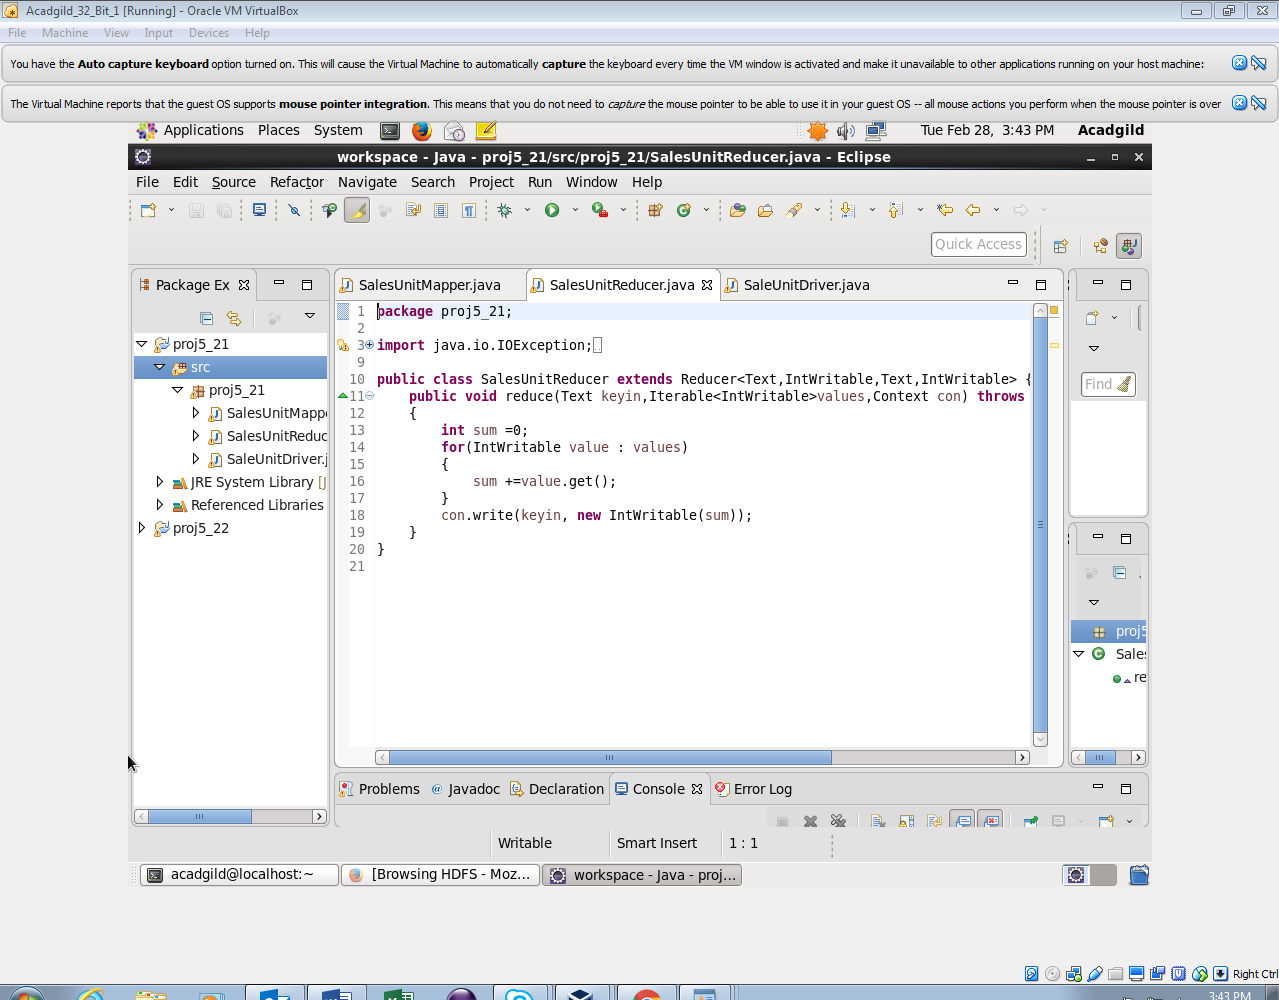 Acadgild_32_Bit_1 [Running] - Oracle VM VirtualBox
File Machine View Input Devices Help
You have the Auto capture keyboard option turned on. This will cause the Virtual Machine to automatically capture the keyboard every time the VM window is activated and make it unavailable to other applications running on your host machine:
The Virtual Machine reports that the guest OS supports mouse pointer integration. This means that you do not need to capture the mouse pointer to be able to use it in your guest OS -- all mouse actions you perform when the mouse pointer is over
Applications Places System Tue Feb 28, 3:43 PM Acadgild
workspace - Java - proj5_21/src/proj5_21/SalesUnitReducer.java - Eclipse
File Edit Source Refactor Navigate Search Project Run Window Help
Quick Access
Package Ex
SalesUnitMapper.java SalesUnitReducer.java SaleUnitDriver.java
proj5_21
src
proj5_21
SalesUnitMappe
SalesUnitReduc
SaleUnitDriver.j
JRE System Library [J
Referenced Libraries
proj5_22
1 package proj5_21;
2
3 import java.io.IOException;
9
10 public class SalesUnitReducer extends Reducer<Text,IntWritable,Text,IntWritable> {
11 public void reduce(Text keyin,Iterable<IntWritable>values,Context con) throws
12 {
13 int sum =0;
14 for(IntWritable value : values)
15 {
16 sum +=value.get();
17 }
18 con.write(keyin, new IntWritable(sum));
19 }
20 }
21
Find
proj5
Sales
re
Problems @ Javadoc Declaration Console Error Log
Writable Smart Insert 1 : 1
acadgild@localhost:~ [Browsing HDFS - Moz... workspace - Java - proj...
Right Ctrl
3:43 PM